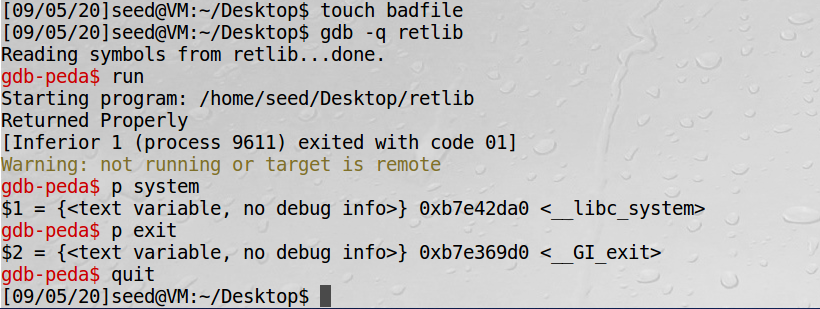 [09/05/20]seed@VM:~/Desktop$ touch badfile
[09/05/20]seed@VM:~/Desktop$ gdb -q retlib
Reading symbols from retlib...done.
gdb-peda$ run
Starting program: /home/seed/Desktop/retlib
Returned Properly
[Inferior 1 (process 9611) exited with code 01]
Warning: not running or target is remote
gdb-peda$ p system
$1 = {<text variable, no debug info>} 0xb7e42da0 <__libc_system>
gdb-peda$ p exit
$2 = {<text variable, no debug info>} 0xb7e369d0 <__GI_exit>
gdb-peda$ quit
[09/05/20]seed@VM:~/Desktop$